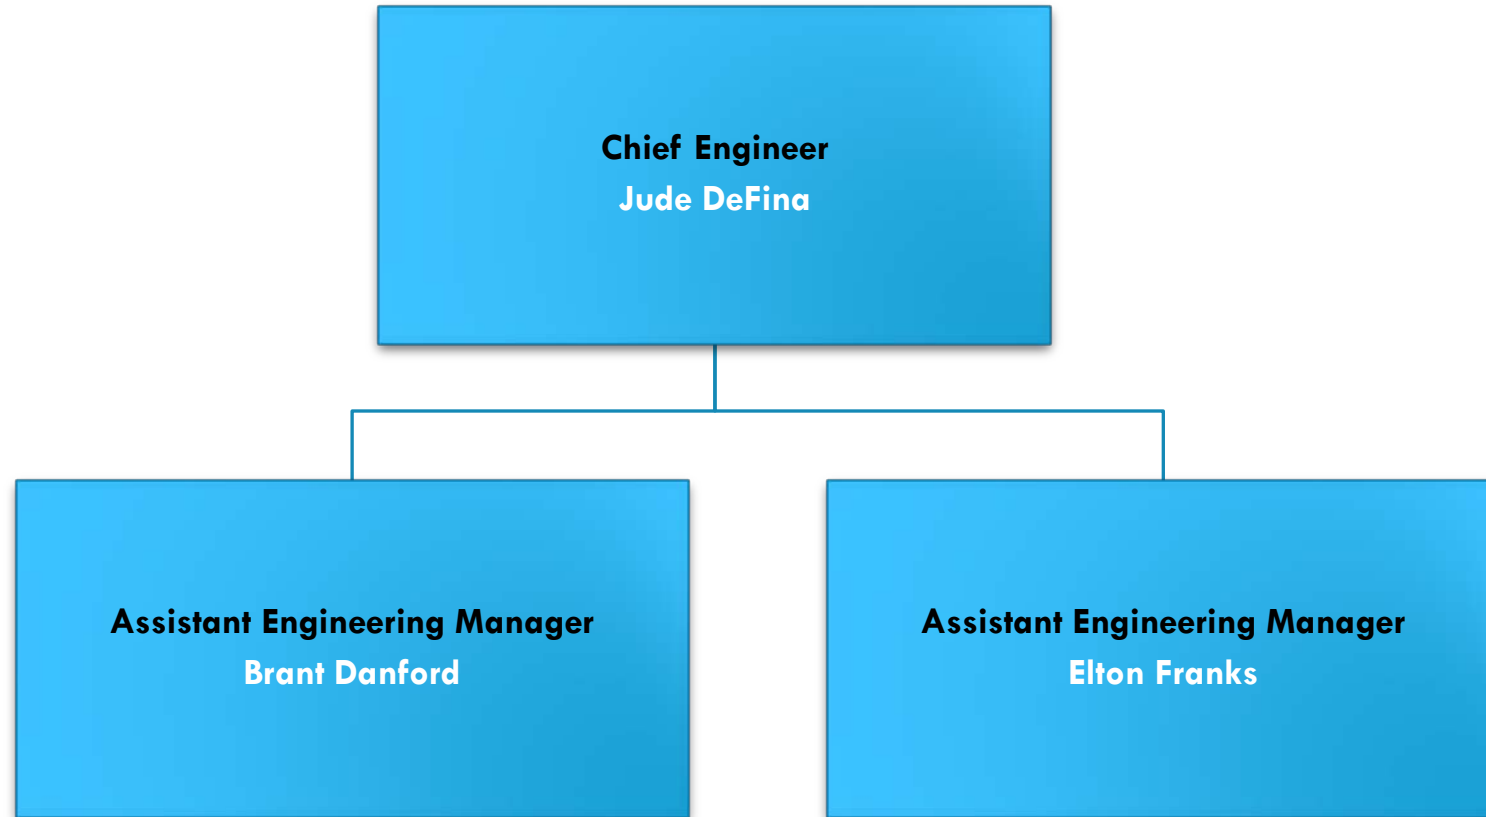 Chief Engineer
Jude DeFina
Assistant Engineering Manager
Brant Danford
Assistant Engineering Manager
Elton Franks